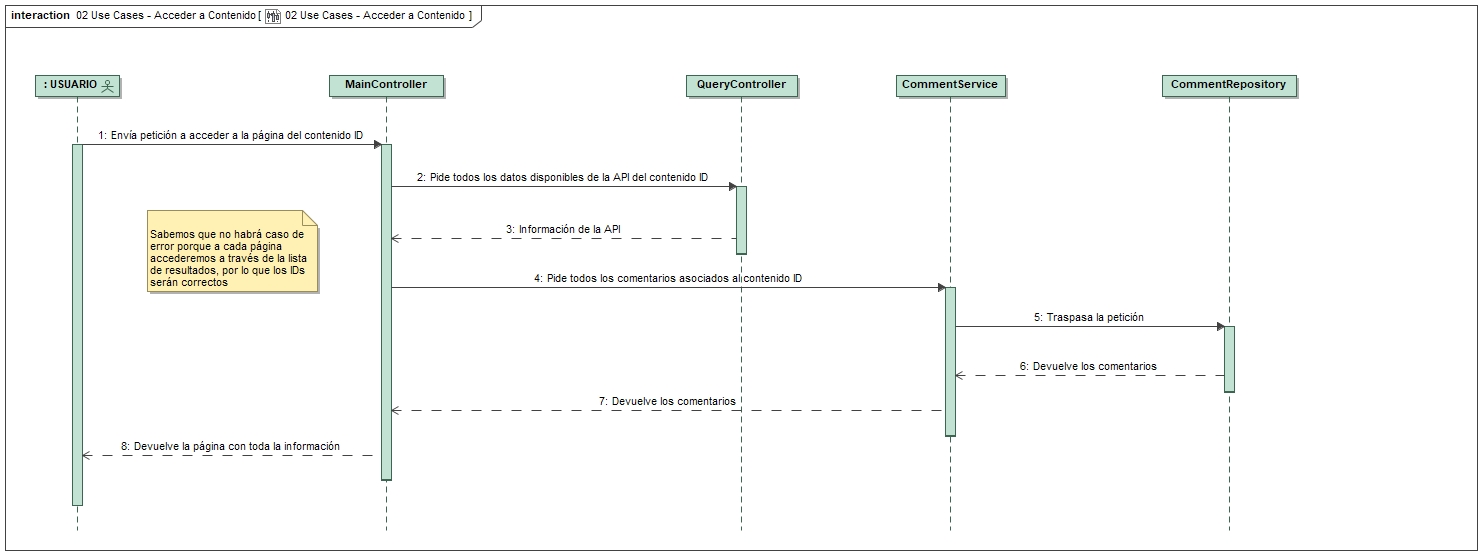 interaction 02 Use Cases - Acceder a Contenido [ 02 Use Cases - Acceder a Contenido ]
: USUARIO
MainController
QueryController
CommentService
CommentRepository
1: Envía petición a acceder a la página del contenido ID
2: Pide todos los datos disponibles de la API del contenido ID
Sabemos que no habrá caso de
error porque a cada página
accederemos a través de la lista
de resultados, por lo que los IDs
serán correctos
3: Información de la API
4: Pide todos los comentarios asociados al contenido ID
5: Traspasa la petición
6: Devuelve los comentarios
7: Devuelve los comentarios
8: Devuelve la página con toda la información